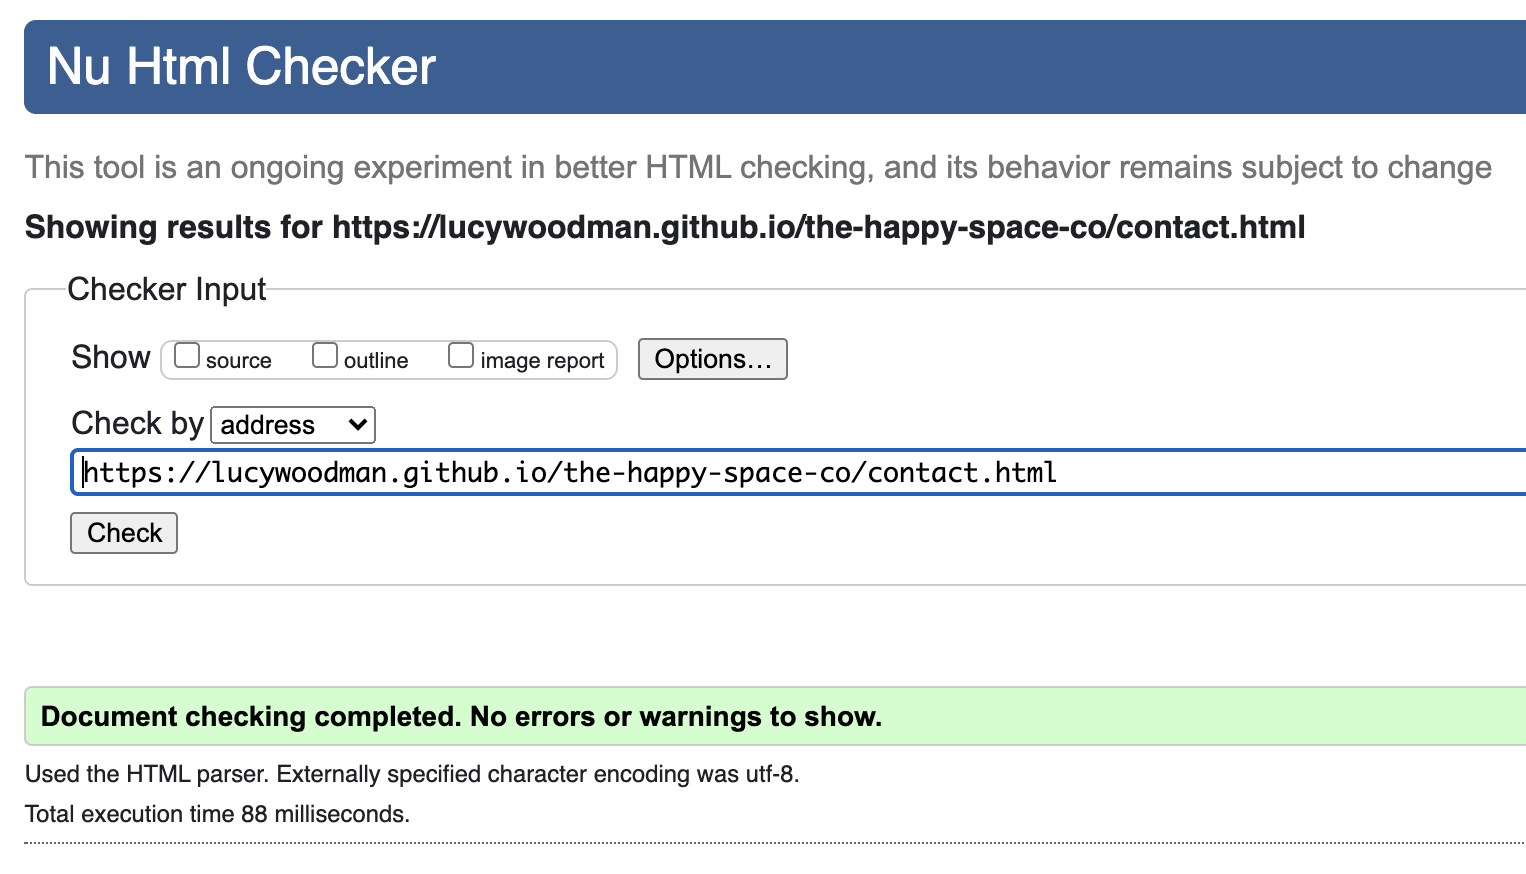 Nu Html Checker
This tool is an ongoing experiment in better HTML checking, and its behavior remains subject to change
Showing results for https://lucywoodman.github.io/the-happy-space-co/contact.html
Checker Input
Show source outline image report Options...
Check by address
https://lucywoodman.github.io/the-happy-space-co/contact.html
Check
Document checking completed. No errors or warnings to show.
Used the HTML parser. Externally specified character encoding was utf-8.
Total execution time 88 milliseconds.